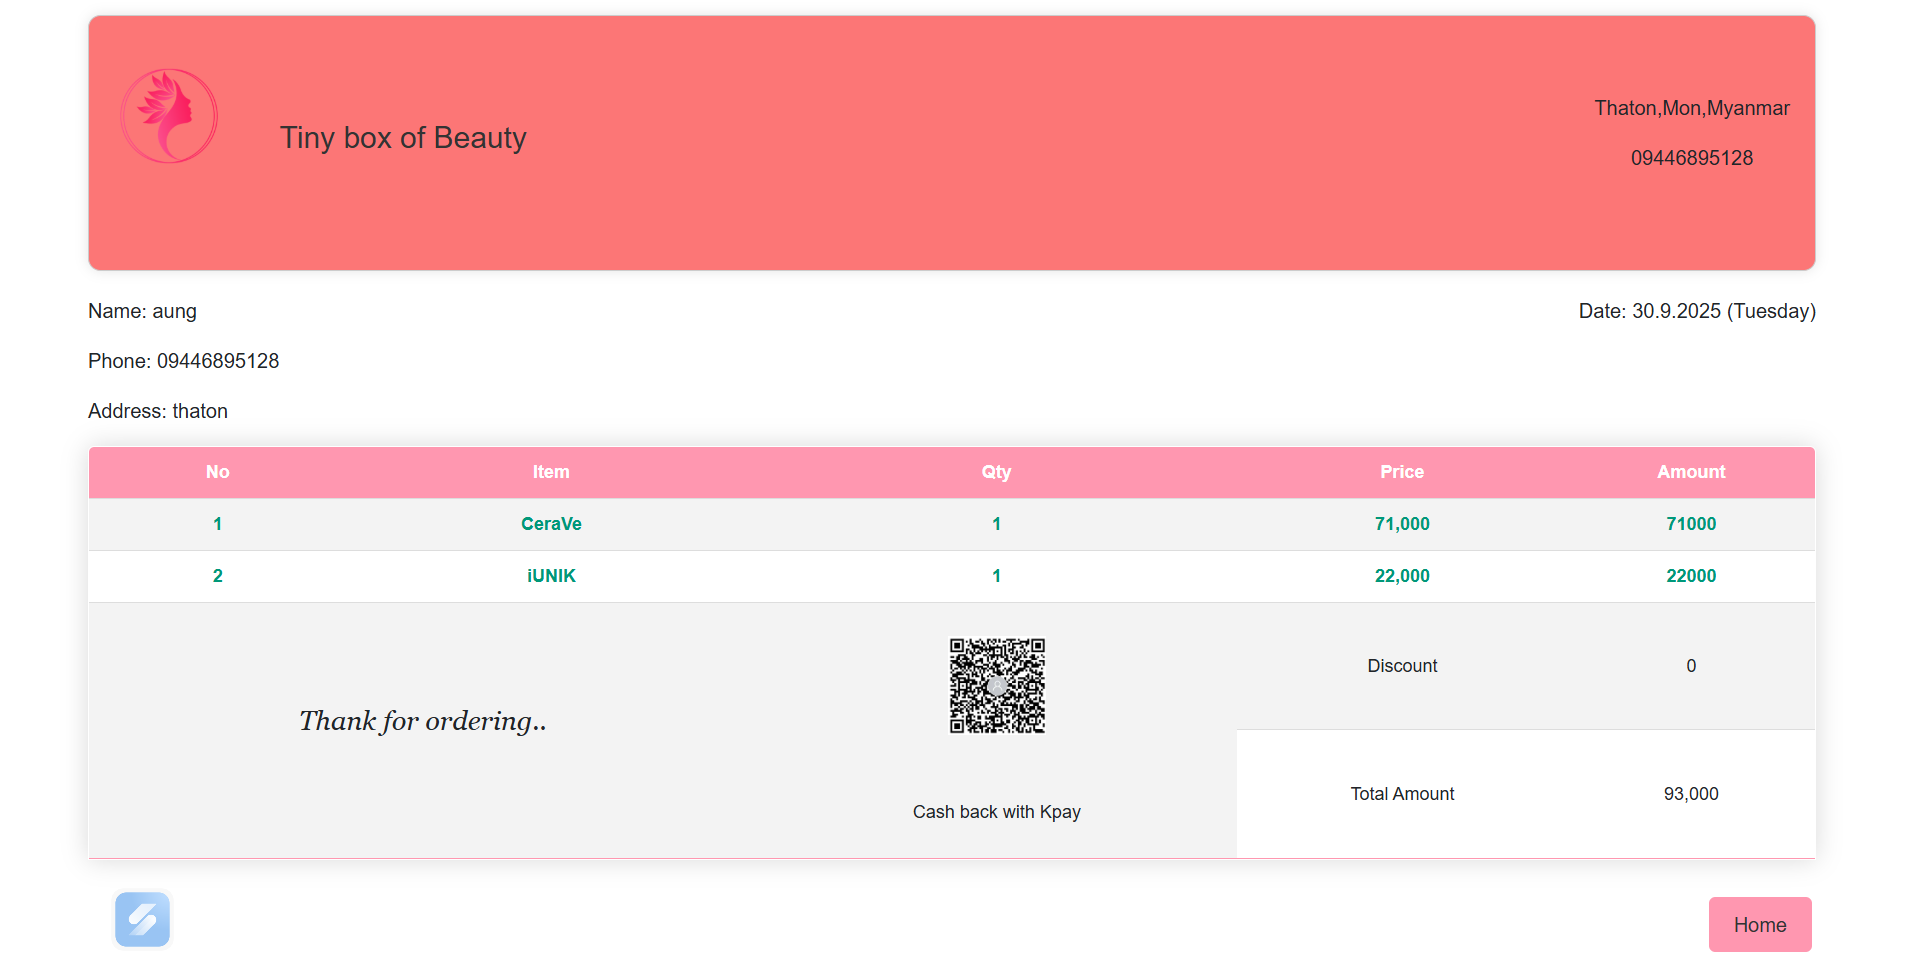 Tiny box of Beauty
Thaton,Mon,Myanmar
09446895128
Name: aung
Date: 30.9.2025 (Tuesday)
Phone: 09446895128
Address: thaton
No Item Qty Price Amount
1 CeraVe 1 71,000 71000
2 iUNIK 1 22,000 22000
Discount 0
Thank for ordering..
Total Amount 93,000
Cash back with Kpay
Home